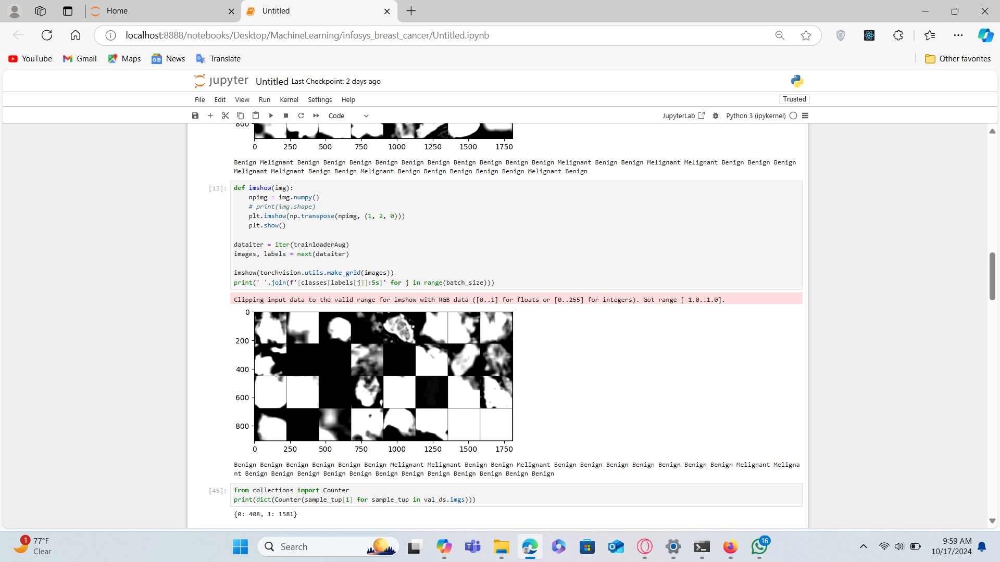 Home
Untitled
localhost:8888/notebooks/Desktop/MachineLearning/infosys_breast_cancer/Untitled.ipynb
YouTube
Gmail
Maps
News
Translate
Other favorites
jupyter
Untitled Last Checkpoint: 2 days ago
File Edit View Run Kernel Settings Help
Trusted
Code
JupyterLab
Python 3 (ipykernel)
800
0 250 500 750 1000 1250 1500 1750
Benign Melignant Benign Benign Benign Benign Benign Benign Benign Benign Benign Benign Melignant Benign Benign Melignant Melignant Benign Benign Benign
Melignant Melignant Benign Benign Melignant Benign Benign Benign Benign Benign Melignant Benign
[13]:
def imshow(img):
    npimg = img.numpy()
    # print(img.shape)
    plt.imshow(np.transpose(npimg, (1, 2, 0)))
    plt.show()
dataiter = iter(trainloaderAug)
images, labels = next(dataiter)
imshow(torchvision.utils.make_grid(images))
print(' '.join(f'{classes[labels[j]]:5s}' for j in range(batch_size)))
Clipping input data to the valid range for imshow with RGB data ([0..1] for floats or [0..255] for integers). Got range [-1.0..1.0].
0
200
400
600
800
0 250 500 750 1000 1250 1500 1750
Benign Benign Benign Benign Benign Benign Melignant Melignant Benign Benign Melignant Benign Benign Benign Benign Benign Benign Benign Melignant Meligna
nt Benign Benign Benign Benign Benign Benign Benign Benign Benign Benign Benign Benign
[45]:
from collections import Counter
print(dict(Counter(sample_tup[1] for sample_tup in val_ds.imgs)))
{0: 408, 1: 1581}
1
77°F
Clear
Search
16
9:59 AM
10/17/2024